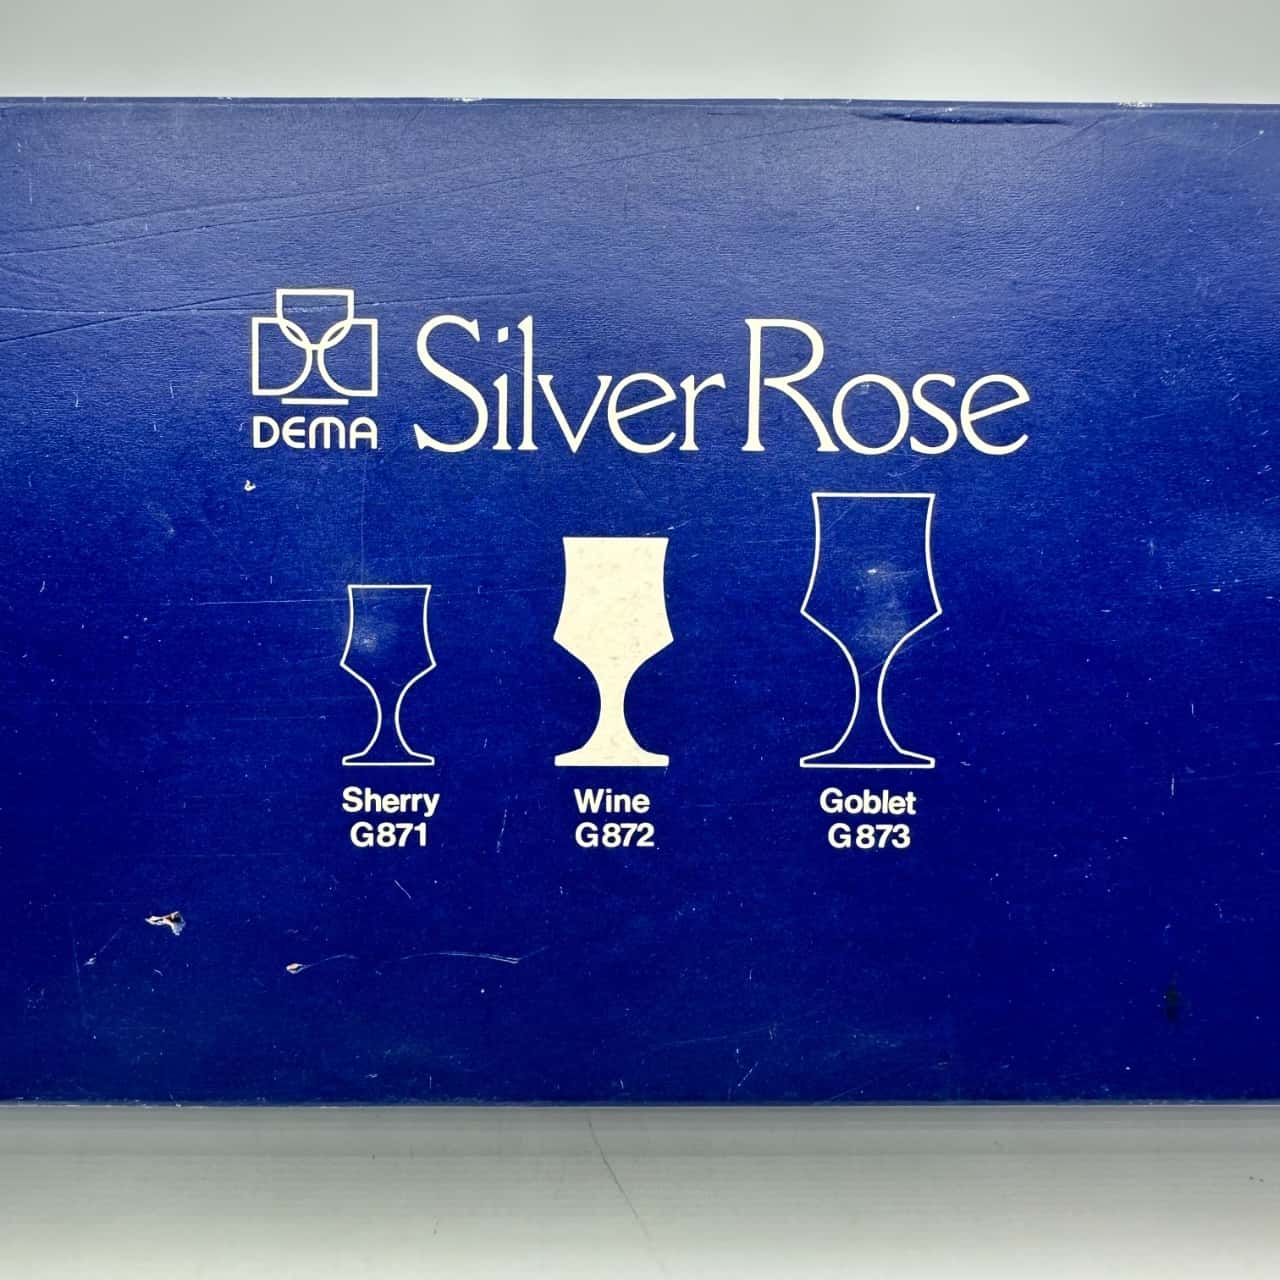 DEMA
Silver Rose
Sherry
G871
Wine
G872
Goblet
G873